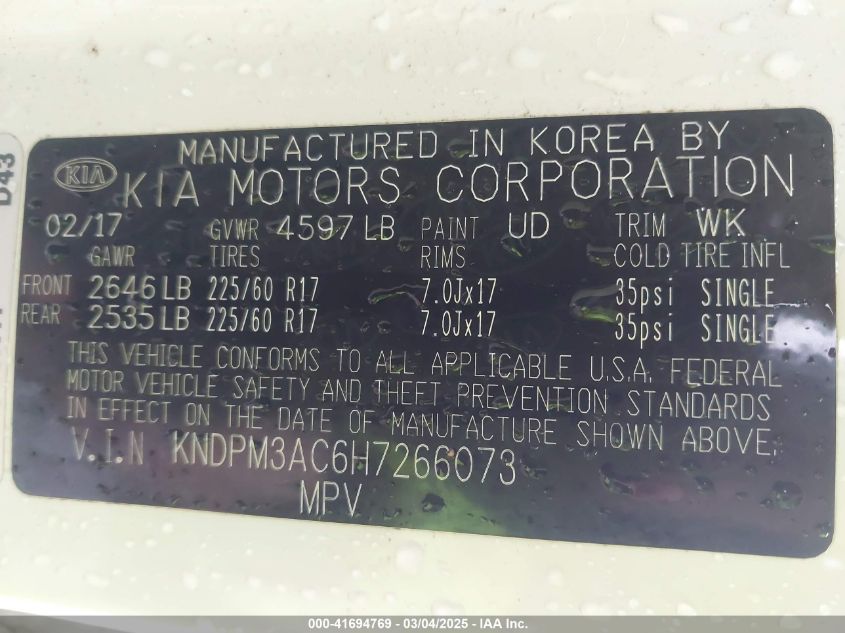 MANUFACTURED IN KOREA BY
KIA KIA MOTORS CORPORATION
02/17 GVWR 4597 LB PAINT UD TRIM WK
GAWR TIRES RIMS COLD TIRE INFL
FRONT 2646 LB 225/60 R17 7.0Jx17 35psi SINGLE
REAR 2535 LB 225/60 R17 7.0Jx17 35psi SINGLE
THIS VEHICLE CONFORMS TO ALL APPLICABLE U.S.A. FEDERAL
MOTOR VEHICLE SAFETY AND THEFT PREVENTION STANDARDS
IN EFFECT ON THE DATE OF MANUFACTURE SHOWN ABOVE.
V.I.N KNDPM3AC6H7266073
MPV
D43
000-41694769 - 03/04/2025 - IAA Inc.